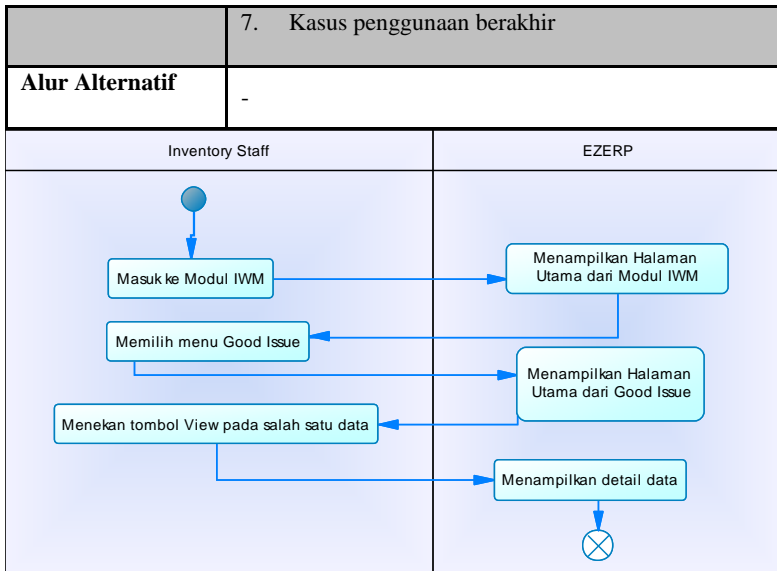 7. Kasus penggunaan berakhir
Alur Alternatif
-
Inventory Staff
EZERP
Masuk ke Modul IWM
Menampilkan Halaman
Utama dari Modul IWM
Memilih menu Good Issue
Menampilkan Halaman
Utama dari Good Issue
Menekan tombol View pada salah satu data
Menampilkan detail data